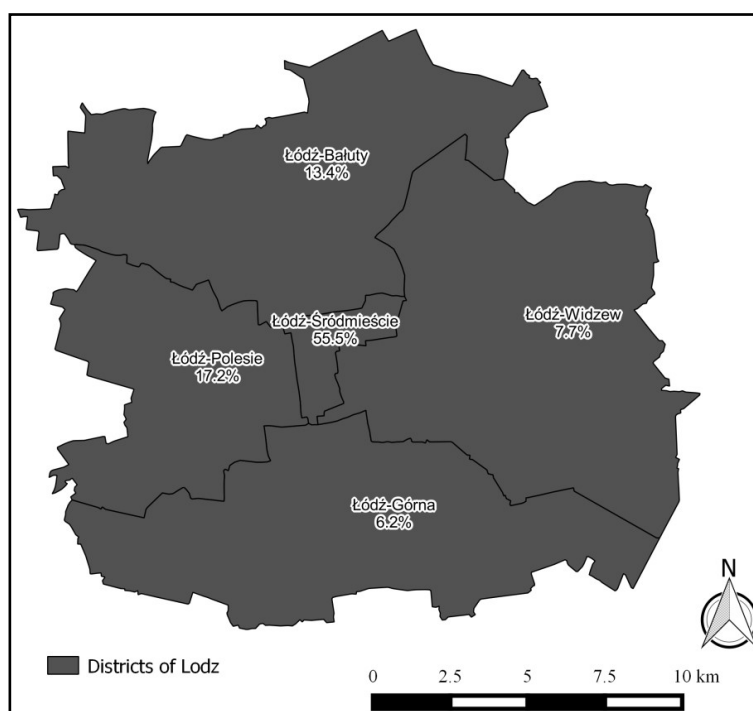 Łódź-Bałuty
13.4%
Łódź-Śródmieście
55.5%
Łódź-Widzew
7.7%
Łódź-Polesie
17.2%
Łódź-Górna
6.2%
N
Districts of Lodz
0 2.5 5 7.5 10 km